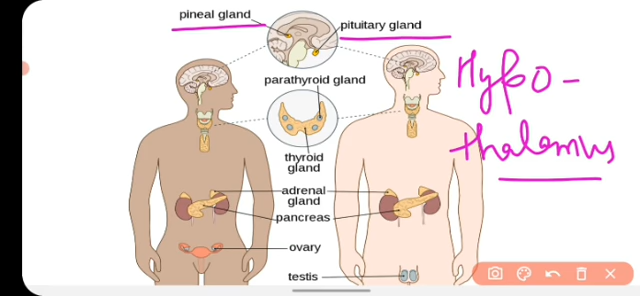 pineal gland
pituitary gland
parathyroid gland
thyroid
gland
adrenal
gland
pancreas
ovary
testis
Hypo-
thalamus